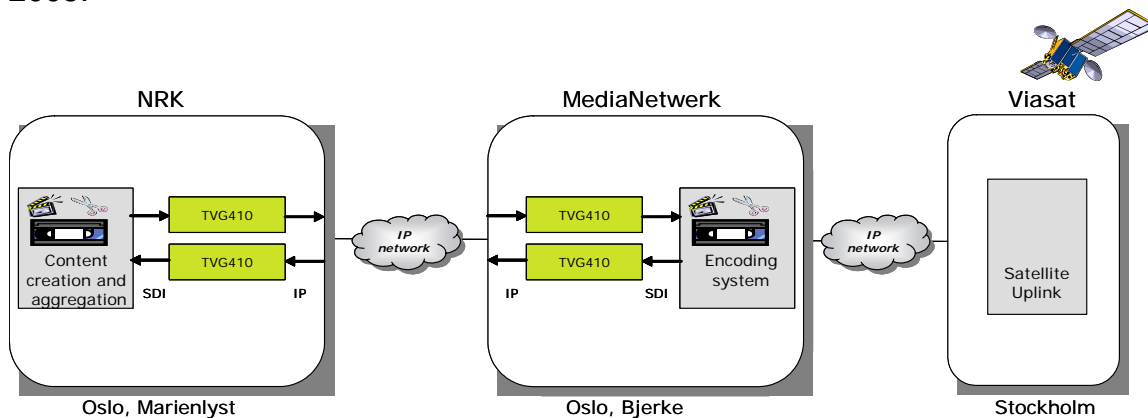 NRK
MediaNetwerk
Viasat
TVG410
TVG410
Content
creation and
aggregation
SDI
IP
IP
network
TVG410
TVG410
IP
SDI
Encoding
system
IP
network
Satellite
Uplink
Oslo, Marienlyst
Oslo, Bjerke
Stockholm